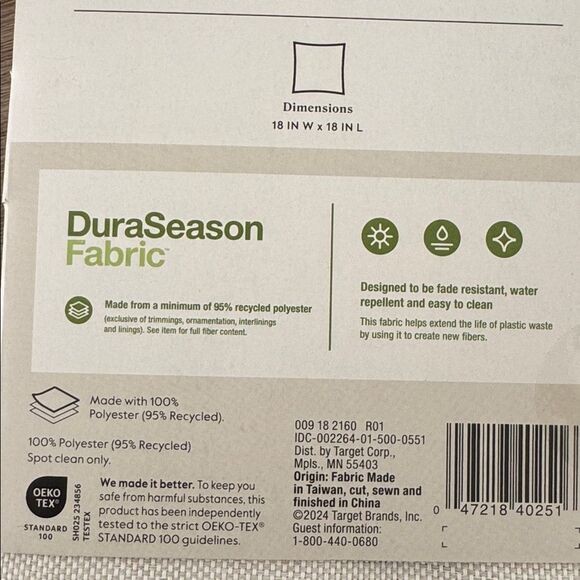 Dimensions
18 IN W x 18 IN L
DuraSeason
Fabric™
Made from a minimum of 95% recycled polyester
(exclusive of trimmings, ornamentation, interlinings
and linings). See item for full fiber content.
Designed to be fade resistant, water
repellent and easy to clean
This fabric helps extend the life of plastic waste
by using it to create new fibers.
Made with 100%
Polyester (95% Recycled).
100% Polyester (95% Recycled)
Spot clean only.
OEKO
TEX®
STANDARD
100
SH025 234856
TESTEX
We made it better. To keep you
safe from harmful substances, this
product has been independently
tested to the strict OEKO-TEX®
STANDARD 100 guidelines.
009 18 2160 R01
IDC-002264-01-500-0551
Dist. by Target Corp.,
Mpls., MN 55403
Origin: Fabric Made
in Taiwan, cut, sewn and
finished in China
©2024 Target Brands, Inc.
Guest information:
1-800-440-0680
0 47218 40251